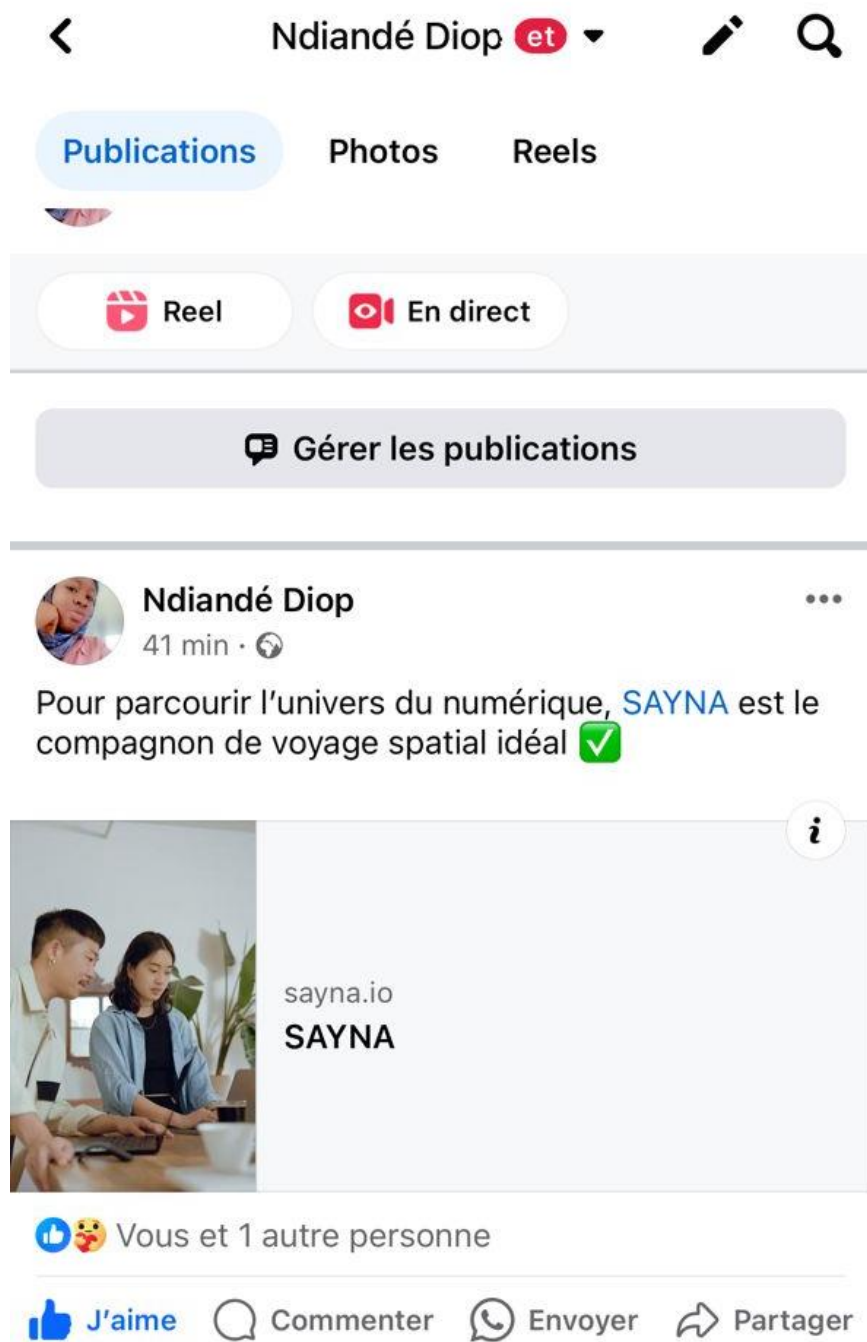 Ndiandé Diop et
Publications Photos Reels
Reel En direct
Gérer les publications
Ndiandé Diop
41 min ·
Pour parcourir l’univers du numérique, SAYNA est le
compagnon de voyage spatial idéal ✅
i
sayna.io
SAYNA
Vous et 1 autre personne
J’aime Commenter Envoyer Partager